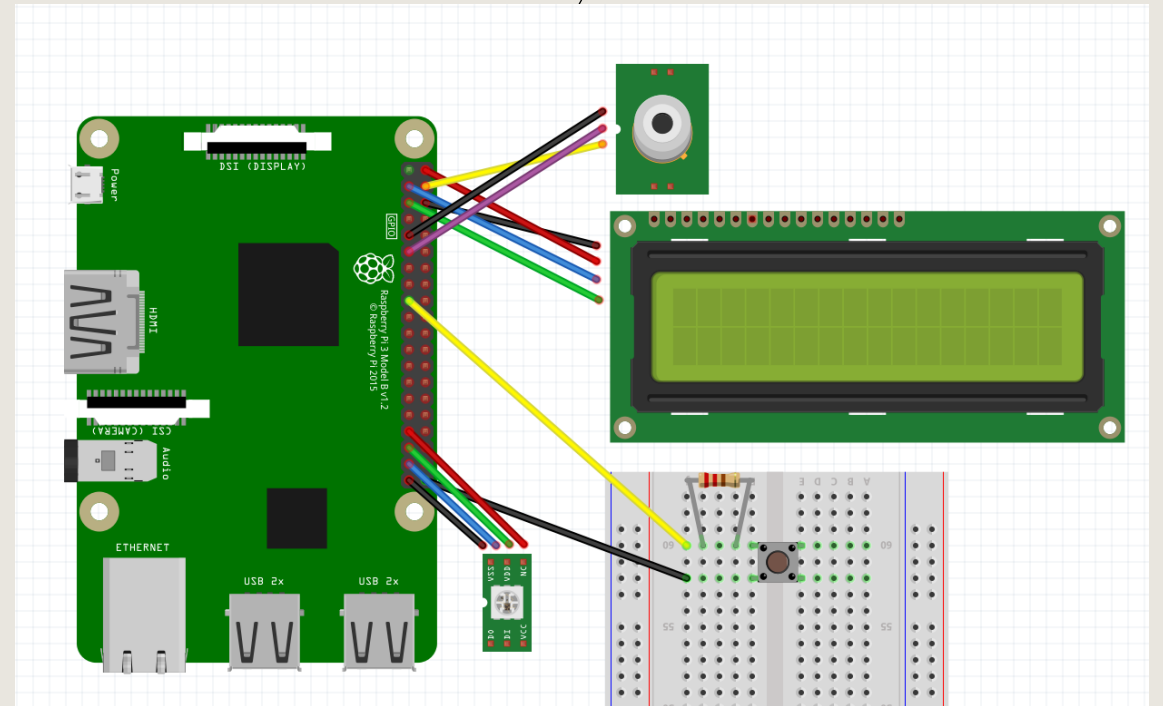 DSI (DISPLAY)
Power
GPIO
HDMI
Raspberry Pi 3 Model B v1.2
© Raspberry Pi 2015
CSI (CAMERA)
Audio
ETHERNET
USB 2x
USB 2x
E D C B A
60
60
55
55
VSS
VDD
NC
DO
DI
VCC